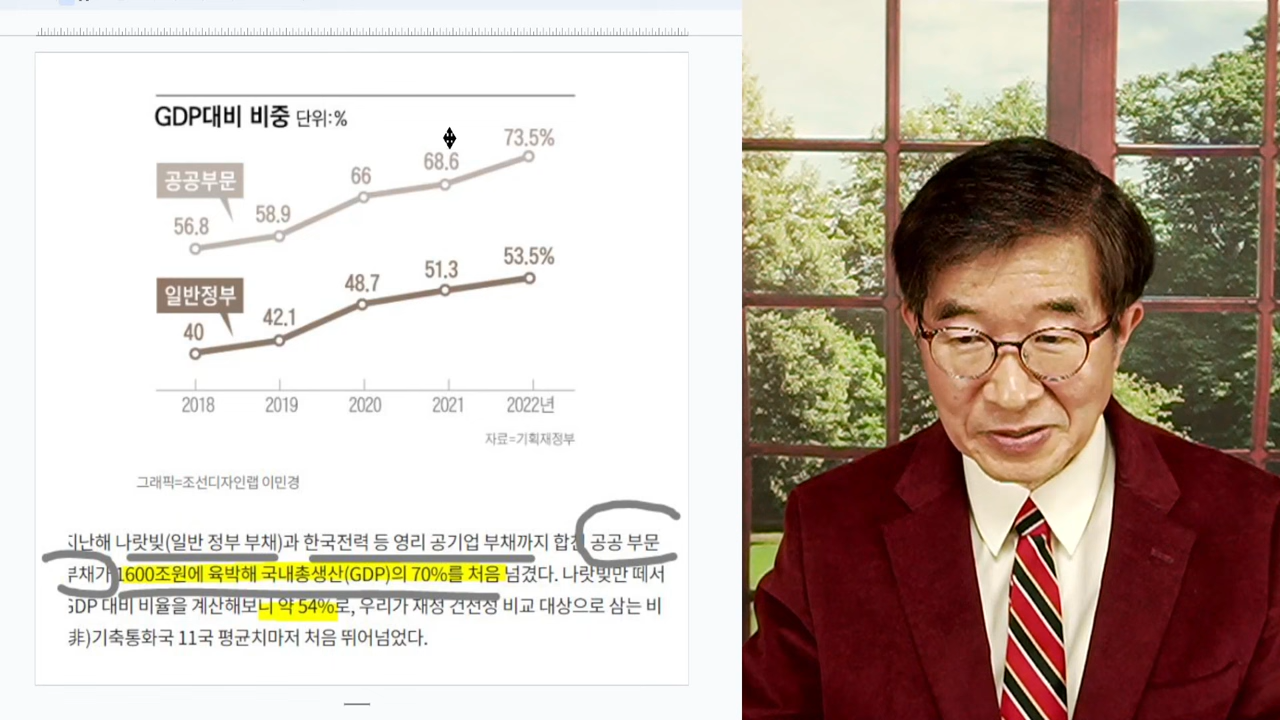 GDP대비 비중 단위:%
공공부문
56.8
58.9
66
68.6
73.5%
일반정부
40
42.1
48.7
51.3
53.5%
2018 2019 2020 2021 2022년
자료=기획재정부
그래픽=조선디자인랩 이민경
지난해 나랏빚(일반 정부 부채)과 한국전력 등 영리 공기업 부채까지 합친 공공 부문
부채가 1600조원에 육박해 국내총생산(GDP)의 70%를 처음 넘겼다. 나랏빚만 떼서
GDP 대비 비율을 계산해보니 약 54%로, 우리가 재정 건전성 비교 대상으로 삼는 비
非)기축통화국 11국 평균치마저 처음 뛰어넘었다.